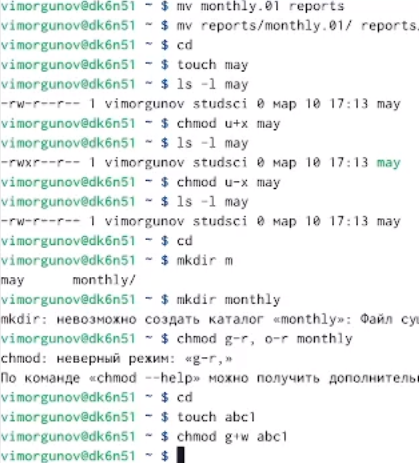 vimorgunov@dk6n51 ~ $ mv monthly.01 reports
vimorgunov@dk6n51 ~ $ mv reports/monthly.01/ reports
vimorgunov@dk6n51 ~ $ cd
vimorgunov@dk6n51 ~ $ touch may
vimorgunov@dk6n51 ~ $ ls -l may
-rw-r--r-- 1 vimorgunov studsci 0 мар 10 17:13 may
vimorgunov@dk6n51 ~ $ chmod u+x may
vimorgunov@dk6n51 ~ $ ls -l may
-rwxr--r-- 1 vimorgunov studsci 0 мар 10 17:13 may
vimorgunov@dk6n51 ~ $ chmod u-x may
vimorgunov@dk6n51 ~ $ ls -l may
-rw-r--r-- 1 vimorgunov studsci 0 мар 10 17:13 may
vimorgunov@dk6n51 ~ $ cd
vimorgunov@dk6n51 ~ $ mkdir m
may monthly/
vimorgunov@dk6n51 ~ $ mkdir monthly
mkdir: невозможно создать каталог «monthly»: Файл су
vimorgunov@dk6n51 ~ $ chmod g-r, o-r monthly
chmod: неверный режим: «g-r,»
По команде «chmod --help» можно получить дополнитель
vimorgunov@dk6n51 ~ $ cd
vimorgunov@dk6n51 ~ $ touch abc1
vimorgunov@dk6n51 ~ $ chmod g+w abc1
vimorgunov@dk6n51 ~ $